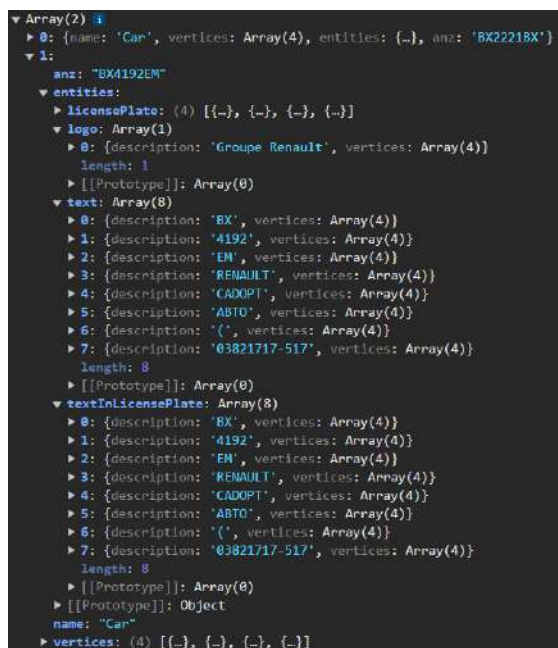 ▼ Array(2) i
▶ 0: {name: 'Car', vertices: Array(4), entities: {…}, anz: 'BX2221BX'}
▼ 1:
anz: "BX4192EM"
▼ entities:
▶ licensePlate: (4) [{…}, {…}, {…}, {…}]
▼ logo: Array(1)
▶ 0: {description: 'Groupe Renault', vertices: Array(4)}
length: 1
▶ [[Prototype]]: Array(0)
▼ text: Array(8)
▶ 0: {description: 'BX', vertices: Array(4)}
▶ 1: {description: '4192', vertices: Array(4)}
▶ 2: {description: 'EM', vertices: Array(4)}
▶ 3: {description: 'RENAULT', vertices: Array(4)}
▶ 4: {description: 'CADOPT', vertices: Array(4)}
▶ 5: {description: 'ABTO', vertices: Array(4)}
▶ 6: {description: '(', vertices: Array(4)}
▶ 7: {description: '03821717-517', vertices: Array(4)}
length: 8
▶ [[Prototype]]: Array(0)
▼ textInLicensePlate: Array(8)
▶ 0: {description: 'BX', vertices: Array(4)}
▶ 1: {description: '4192', vertices: Array(4)}
▶ 2: {description: 'EM', vertices: Array(4)}
▶ 3: {description: 'RENAULT', vertices: Array(4)}
▶ 4: {description: 'CADOPT', vertices: Array(4)}
▶ 5: {description: 'ABTO', vertices: Array(4)}
▶ 6: {description: '(', vertices: Array(4)}
▶ 7: {description: '03821717-517', vertices: Array(4)}
length: 8
▶ [[Prototype]]: Array(0)
▶ [[Prototype]]: Object
name: "Car"
▶ vertices: (4) [{…}, {…}, {…}, {…}]